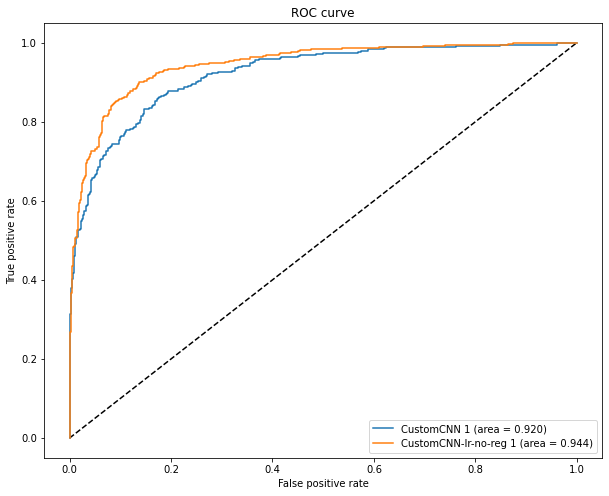 ROC curve
True positive rate
1.0
0.8
0.6
0.4
0.2
0.0
0.0 0.2 0.4 0.6 0.8 1.0
False positive rate
CustomCNN 1 (area = 0.920)
CustomCNN-lr-no-reg 1 (area = 0.944)